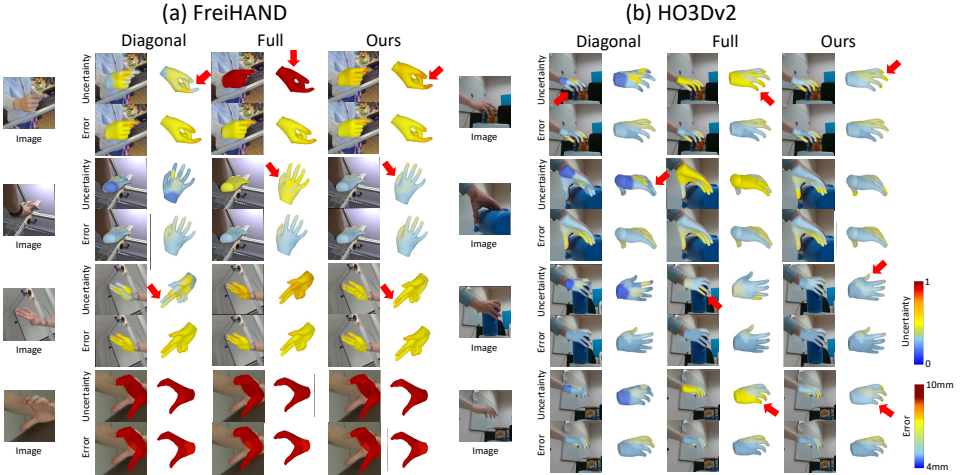 (a) FreiHAND
Diagonal Full Ours
Uncertainty
Error
Image
Uncertainty
Error
Image
Uncertainty
Error
Image
Uncertainty
Error
Image
(b) HO3Dv2
Diagonal Full Ours
Uncertainty
Error
Image
Uncertainty
Error
Image
Uncertainty
Error
Image
Uncertainty
Error
Image
1
Uncertainty
0
10mm
Error
4mm